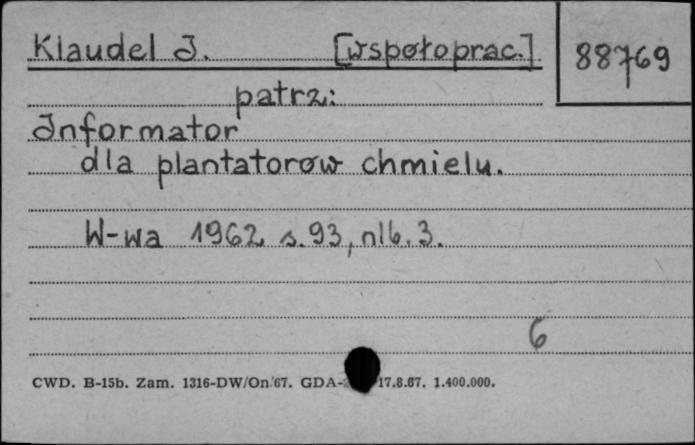 Klaudel J. [wspołoprac.] 88769
patrz:
Informator
dla plantatorow chmielu.
W-wa 1962 s. 93, nlb. 3.
6
CWD. B-15b. Zam. 1316-DW/On/67. GDA- 17.8.67. 1.400.000.